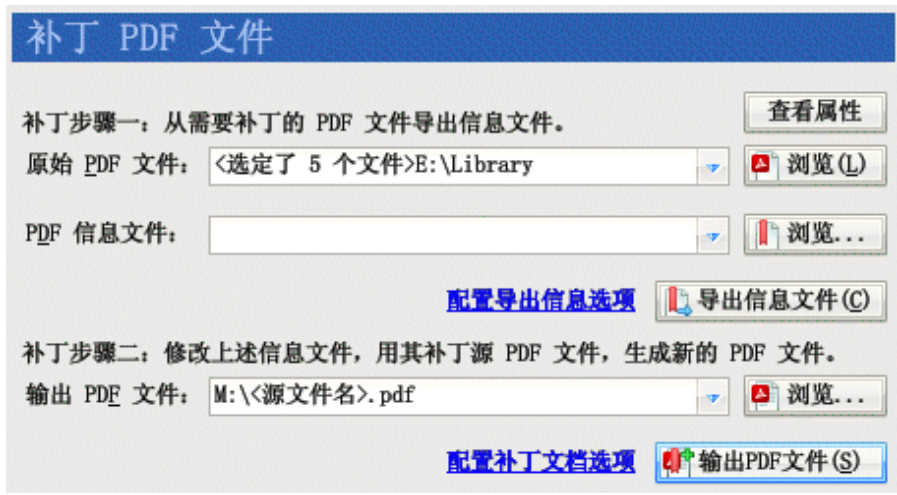 补丁 PDF 文件
查看属性
补丁步骤一：从需要补丁的 PDF 文件导出信息文件。
原始 PDF 文件： <选定了 5 个文件>E:\Library 浏览(L)
PDF 信息文件： 浏览...
配置导出信息选项 导出信息文件(C)
补丁步骤二：修改上述信息文件，用其补丁源 PDF 文件，生成新的 PDF 文件。
输出 PDF 文件： M:\<源文件名>.pdf 浏览...
配置补丁文档选项 输出PDF文件(S)